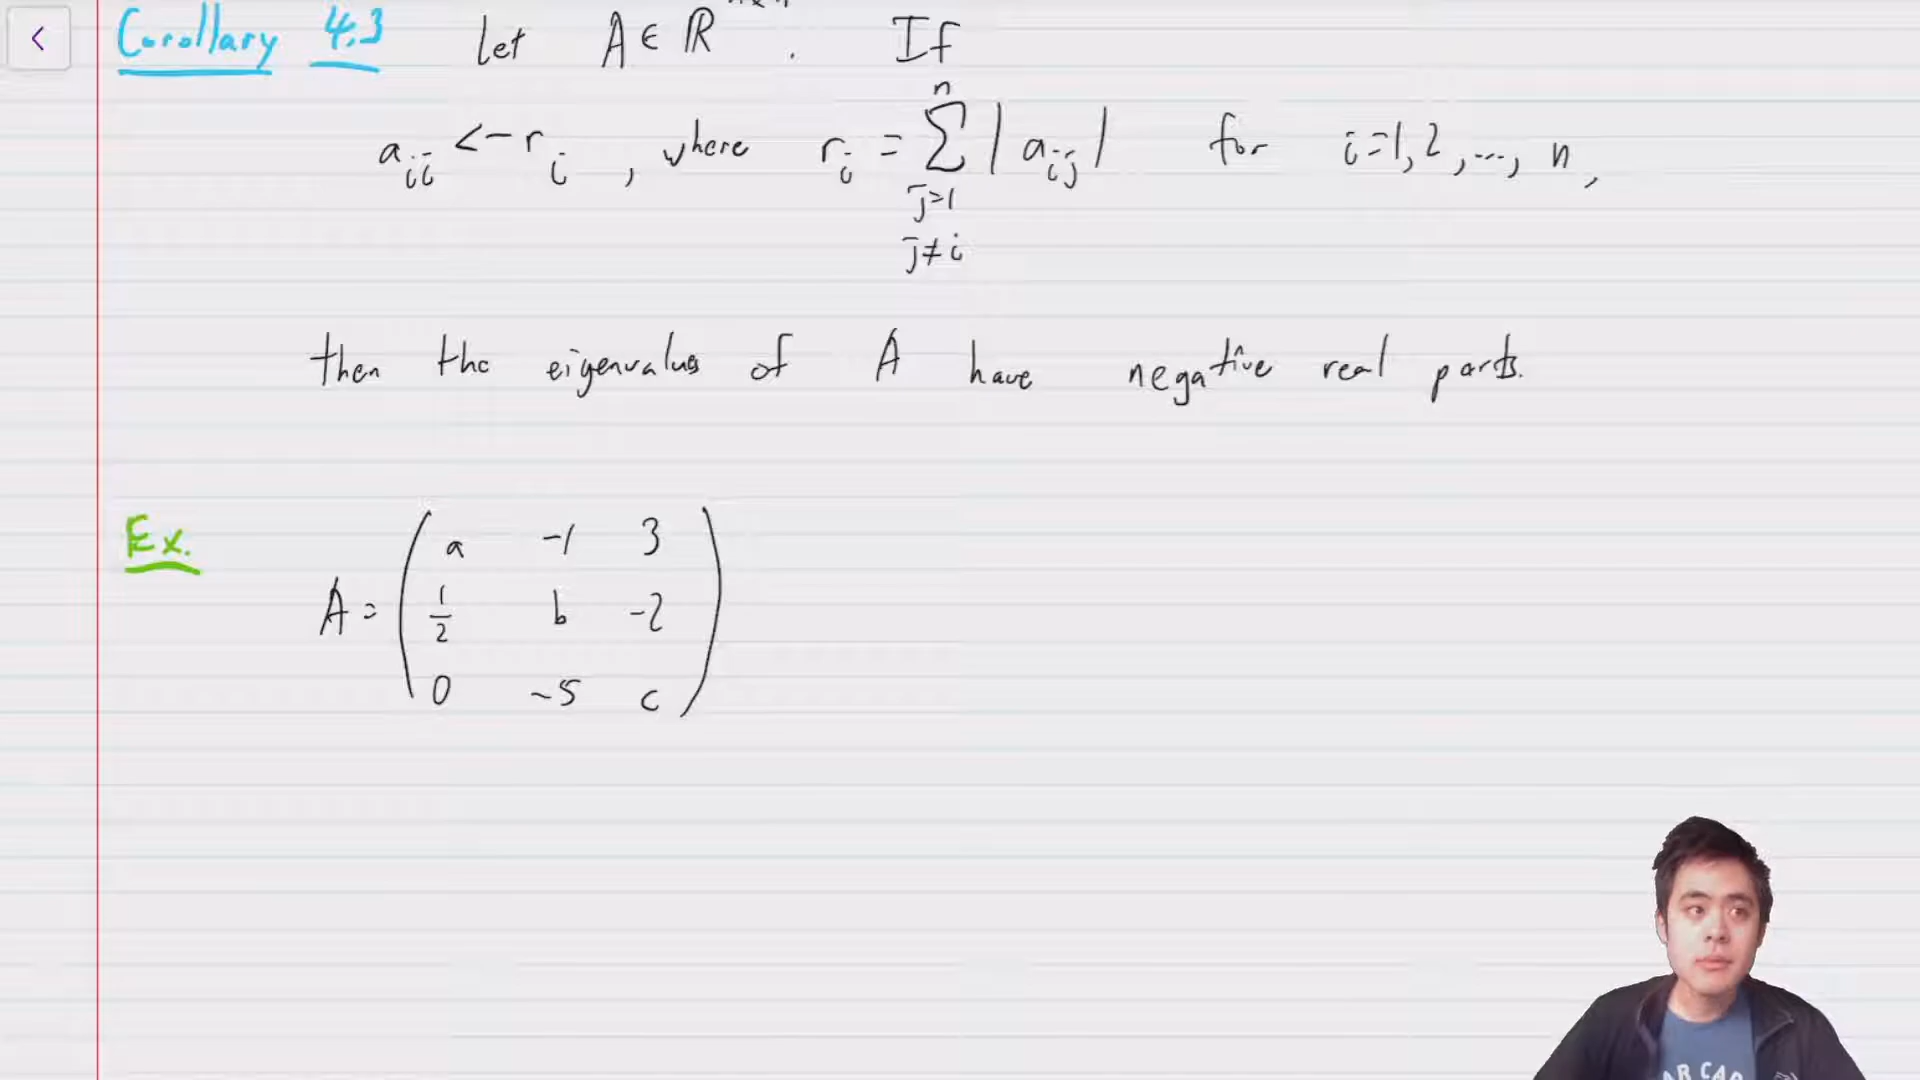 Corollary 4.3 Let A ∈ ℝ . If
a_ii < -r_i , where r_i = n∑j=1 j≠i | a_ij | for i=1, 2, ..., n,
then the eigenvalues of A have negative real parts.
Ex.
a -1 3
A = 1/2 b -2
0 -5 c